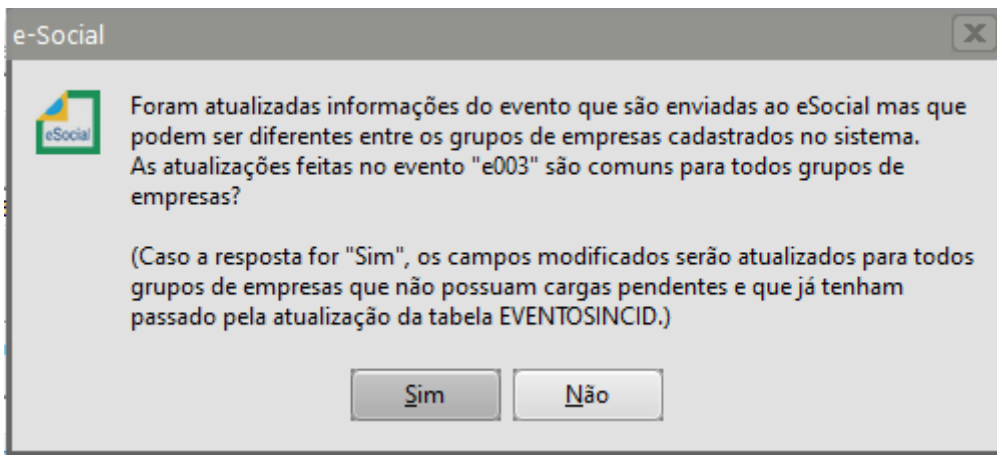 e-Social
eSocial
Foram atualizadas informações do evento que são enviadas ao eSocial mas que
podem ser diferentes entre os grupos de empresas cadastrados no sistema.
As atualizações feitas no evento "e003" são comuns para todos grupos de
empresas?
(Caso a resposta for "Sim", os campos modificados serão atualizados para todos
grupos de empresas que não possuam cargas pendentes e que já tenham
passado pela atualização da tabela EVENTOSINCID.)
Sim
Não